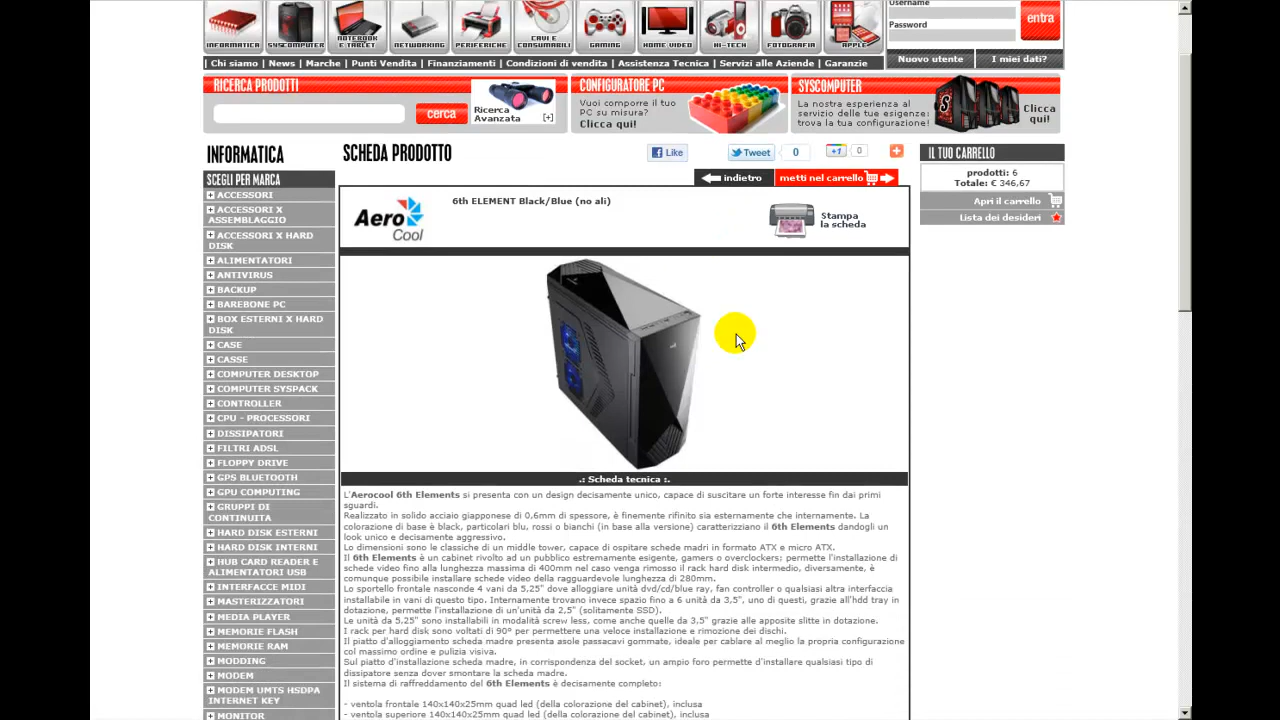 INFORMATICA
SYSCOMPUTER
NOTEBOOK E TABLET
NETWORKING
PERIFERICHE
CAVI E CONSUMABILI
GAMING
HOME VIDEO
HI-TECH
FOTOGRAFIA
APPLE
Username
Password
entra
| Chi siamo | News | Marche | Punti Vendita | Finanziamenti | Condizioni di vendita | Assistenza Tecnica | Servizi alle Aziende | Garanzie
Nuovo utente
I miei dati?
RICERCA PRODOTTI
cerca
Ricerca
Avanzata
[+]
CONFIGURATORE PC
Vuoi comporre il tuo
PC su misura?
Clicca qui!
SYSCOMPUTER
La nostra esperienza al
servizio delle tue esigenze:
trova la tua configurazione!
Clicca
qui!
INFORMATICA
SCEGLI PER MARCA
ACCESSORI
ACCESSORI X
ASSEMBLAGGIO
ACCESSORI X HARD
DISK
ALIMENTATORI
ANTIVIRUS
BACKUP
BAREBONE PC
BOX ESTERNI X HARD
DISK
CASE
CASSE
COMPUTER DESKTOP
COMPUTER SYSPACK
CONTROLLER
CPU - PROCESSORI
DISSIPATORI
FILTRI ADSL
FLOPPY DRIVE
GPS BLUETOOTH
GPU COMPUTING
GRUPPI DI
CONTINUITA
HARD DISK ESTERNI
HARD DISK INTERNI
HUB CARD READER E
ALIMENTATORI USB
INTERFACCE MIDI
MASTERIZZATORI
MEDIA PLAYER
MEMORIE FLASH
MEMORIE RAM
MODDING
MODEM
MODEM UMTS HSDPA
INTERNET KEY
MONITOR
SCHEDA PRODOTTO
Like
Tweet
0
+1
0
indietro
metti nel carrello
Aero
Cool
6th ELEMENT Black/Blue (no ali)
Stampa
la scheda
.: Scheda tecnica :.
L'Aerocool 6th Elements si presenta con un design decisamente unico, capace di suscitare un forte interesse fin dai primi
sguardi.
Realizzato in solido acciaio giapponese di 0,6mm di spessore, è finemente rifinito sia esternamente che internamente. La
colorazione di base è black, particolari blu, rossi o bianchi (in base alla versione) caratterizziano il 6th Elements dandogli un
look unico e decisamente aggressivo.
Lo dimensioni sono le classiche di un middle tower, capace di ospitare schede madri in formato ATX e micro ATX.
Il 6th Elements è un cabinet rivolto ad un pubblico estremamente esigente, gamers o overclockers: permette l'installazione di
schede video fino alla lunghezza massima di 400mm nel caso venga rimosso il rack hard disk intermedio, diversamente, è
comunque possibile installare schede video della ragguardevole lunghezza di 280mm.
Lo sportello frontale nasconde 4 vani da 5,25" dove alloggiare unità dvd/cd/blue ray, fan controller o qualsiasi altra interfaccia
installabile in vani di questo tipo. Internamente trovano invece spazio fino a 6 unità da 3,5", uno di questi, grazie all'hdd tray in
dotazione, permette l'installazione di un'unità da 2,5" (solitamente SSD).
Le unità da 5.25" sono installabili in modalità screw less, come anche quelle da 3,5" grazie alle apposite slitte in dotazione.
I rack per hard disk sono voltati di 90° per permettere una veloce installazione e rimozione dei dischi.
Il piatto d'alloggiamento scheda madre presenta asole passacavi gommate, ideale per cablare al meglio la propria configurazione
col massimo ordine e pulizia visiva.
Sul piatto d'installazione scheda madre, in corrispondenza del socket, un ampio foro permette d'installare qualsiasi tipo di
dissipatore senza dover smontare la scheda madre.
Il sistema di raffreddamento del 6th Elements è decisamente completo:
- ventola frontale 140x140x25mm quad led (della colorazione del cabinet), inclusa
- ventola superiore 140x140x25mm quad led (della colorazione del cabinet), inclusa
IL TUO CARRELLO
prodotti: 6
Totale: € 346,67
Apri il carrello
Lista dei desideri